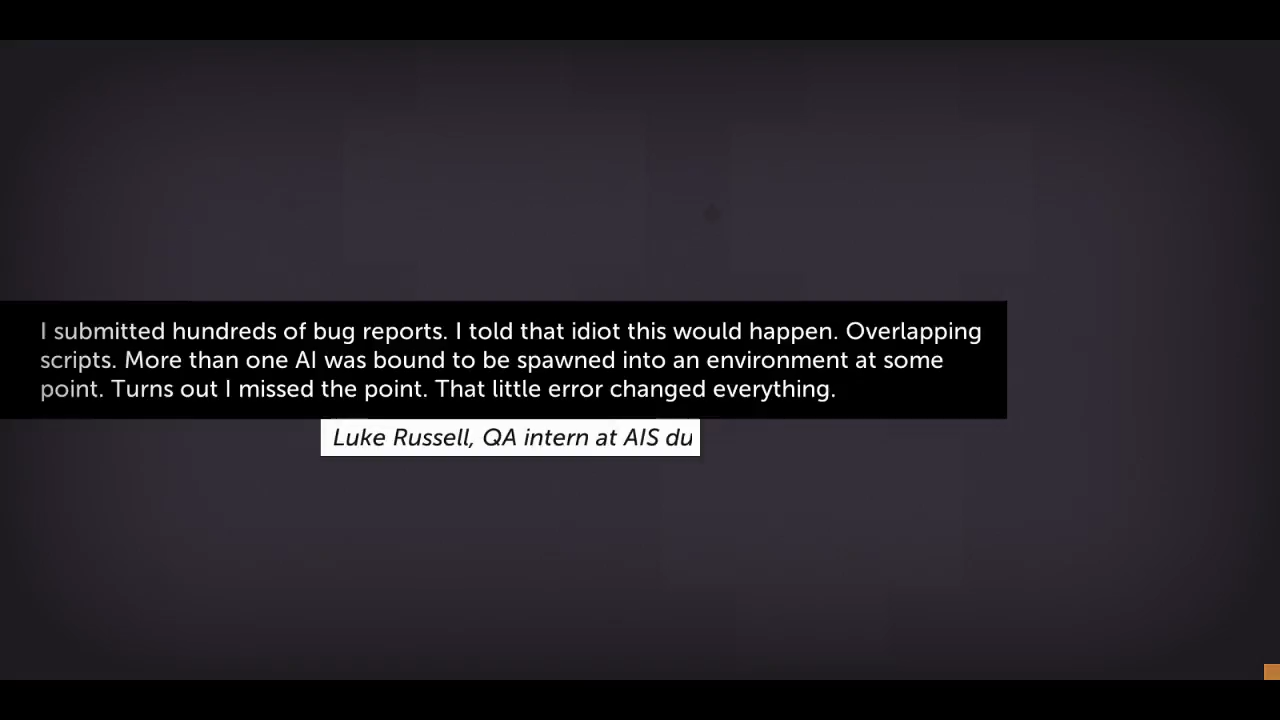 I submitted hundreds of bug reports. I told that idiot this would happen. Overlapping
scripts. More than one AI was bound to be spawned into an environment at some
point. Turns out I missed the point. That little error changed everything.
Luke Russell, QA intern at AIS du